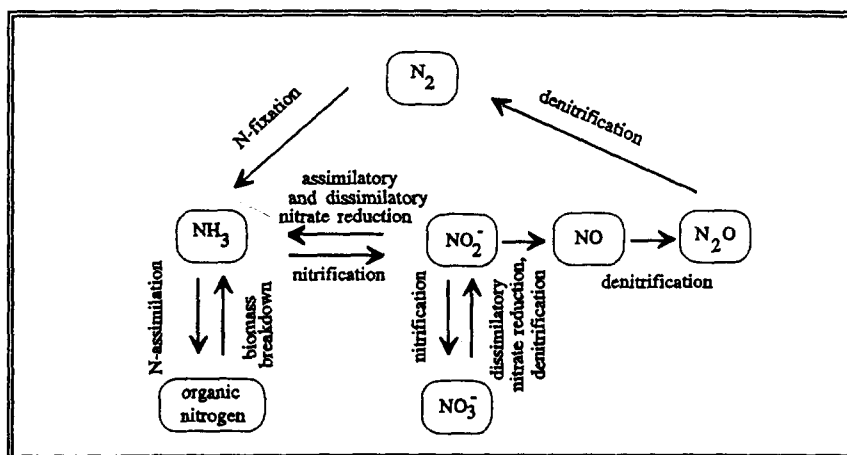 N₂
N-fixation
denitrification
assimilatory
and dissimilatory
nitrate reduction
NH₃
NO₂⁻
NO
N₂O
nitrification
denitrification
N-assimilation
biomass
breakdown
nitrification
dissimilatory
nitrate reduction,
denitrification
organic
nitrogen
NO₃⁻